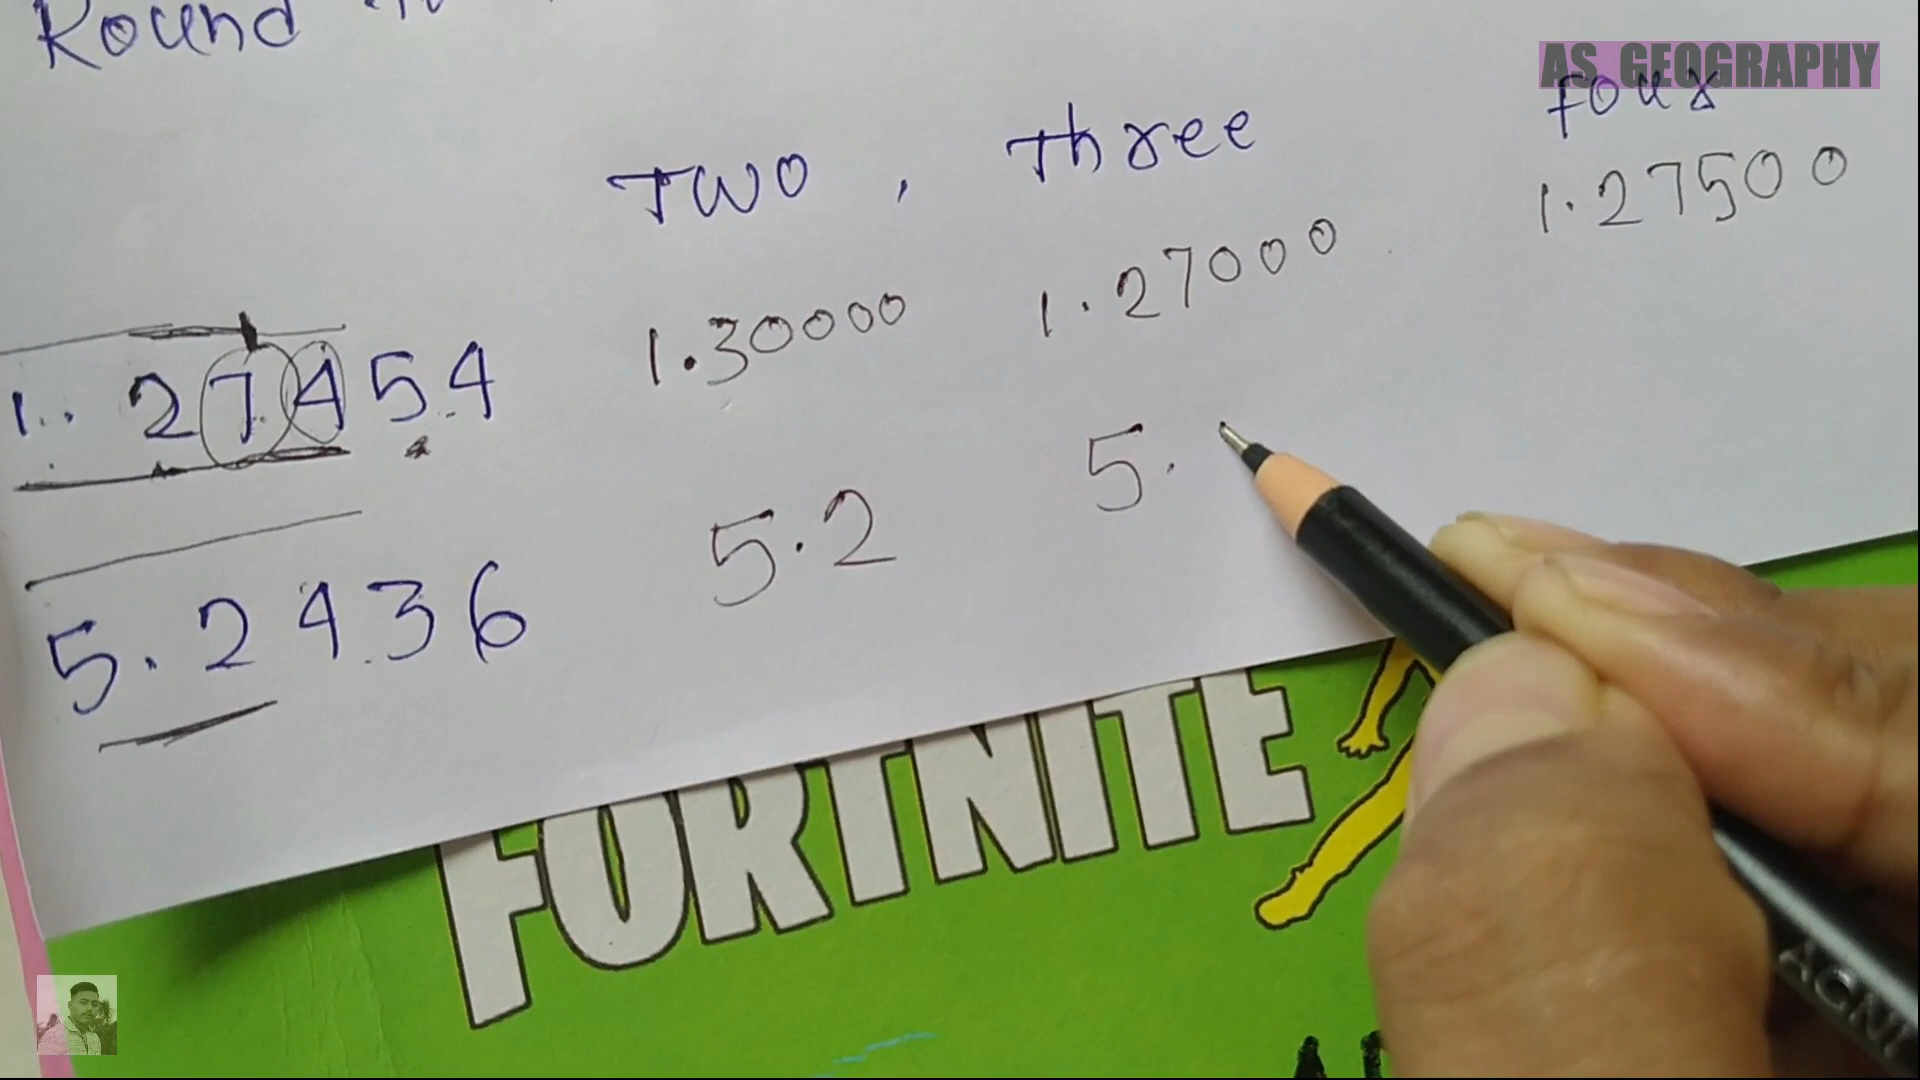 Round
AS GEOGRAPHY
TWO , Three Four
1. 27454 1.30000 1.27000 1.27500
5.2436 5.2 5.
FORTNITE